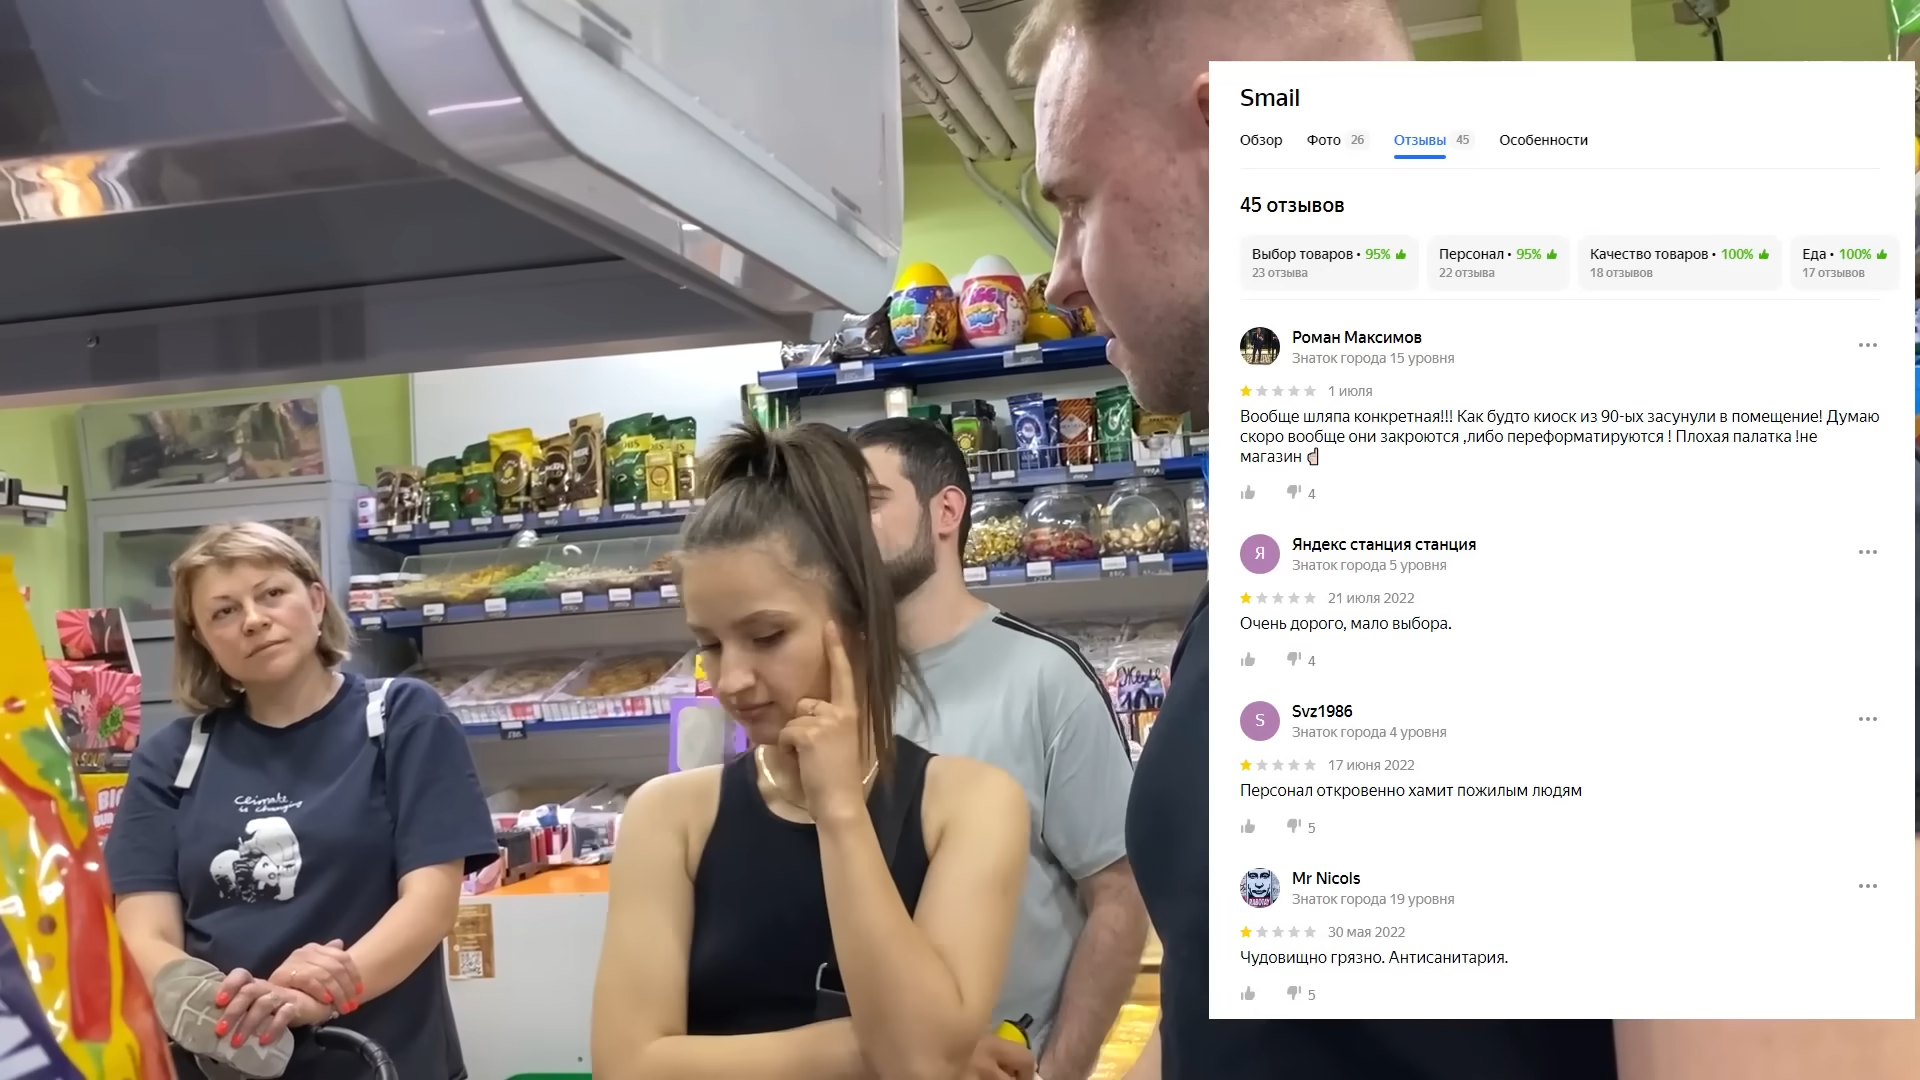 Smail
Обзор Фото 26 Отзывы 45 Особенности
45 отзывов
Выбор товаров • 95% Персонал • 95% Качество товаров • 100% Еда • 100%
23 отзыва 22 отзыва 18 отзывов 17 отзывов
Роман Максимов
Знаток города 15 уровня
1 июля
Вообще шляпа конкретная!!! Как будто киоск из 90-ых засунули в помещение! Думаю
скоро вообще они закроются ,либо переформатируются ! Плохая палатка !не
магазин ☝
4
Я Яндекс станция станция
Знаток города 5 уровня
21 июля 2022
Очень дорого, мало выбора.
4
S Svz1986
Знаток города 4 уровня
17 июня 2022
Персонал откровенно хамит пожилым людям
5
Mr Nicols
Знаток города 19 уровня
30 мая 2022
Чудовищно грязно. Антисанитария.
5
Climate
is changing